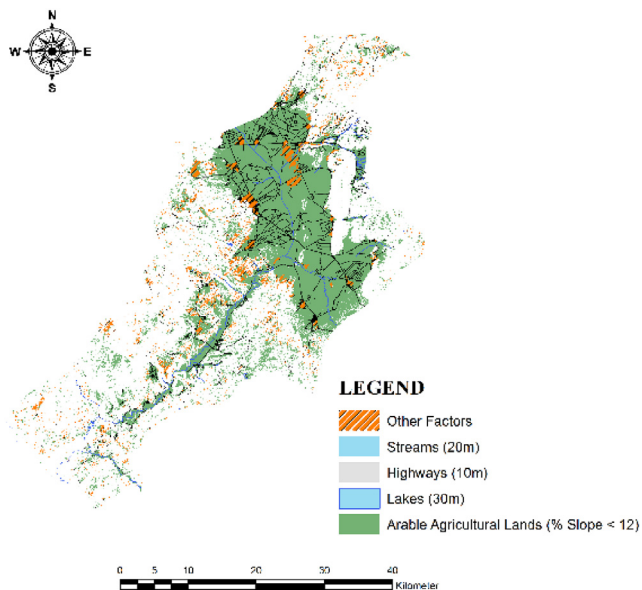 N
W E
S
LEGEND
Other Factors
Streams (20m)
Highways (10m)
Lakes (30m)
Arable Agricultural Lands (% Slope < 12)
0 5 10 20 30 40
Kilometer